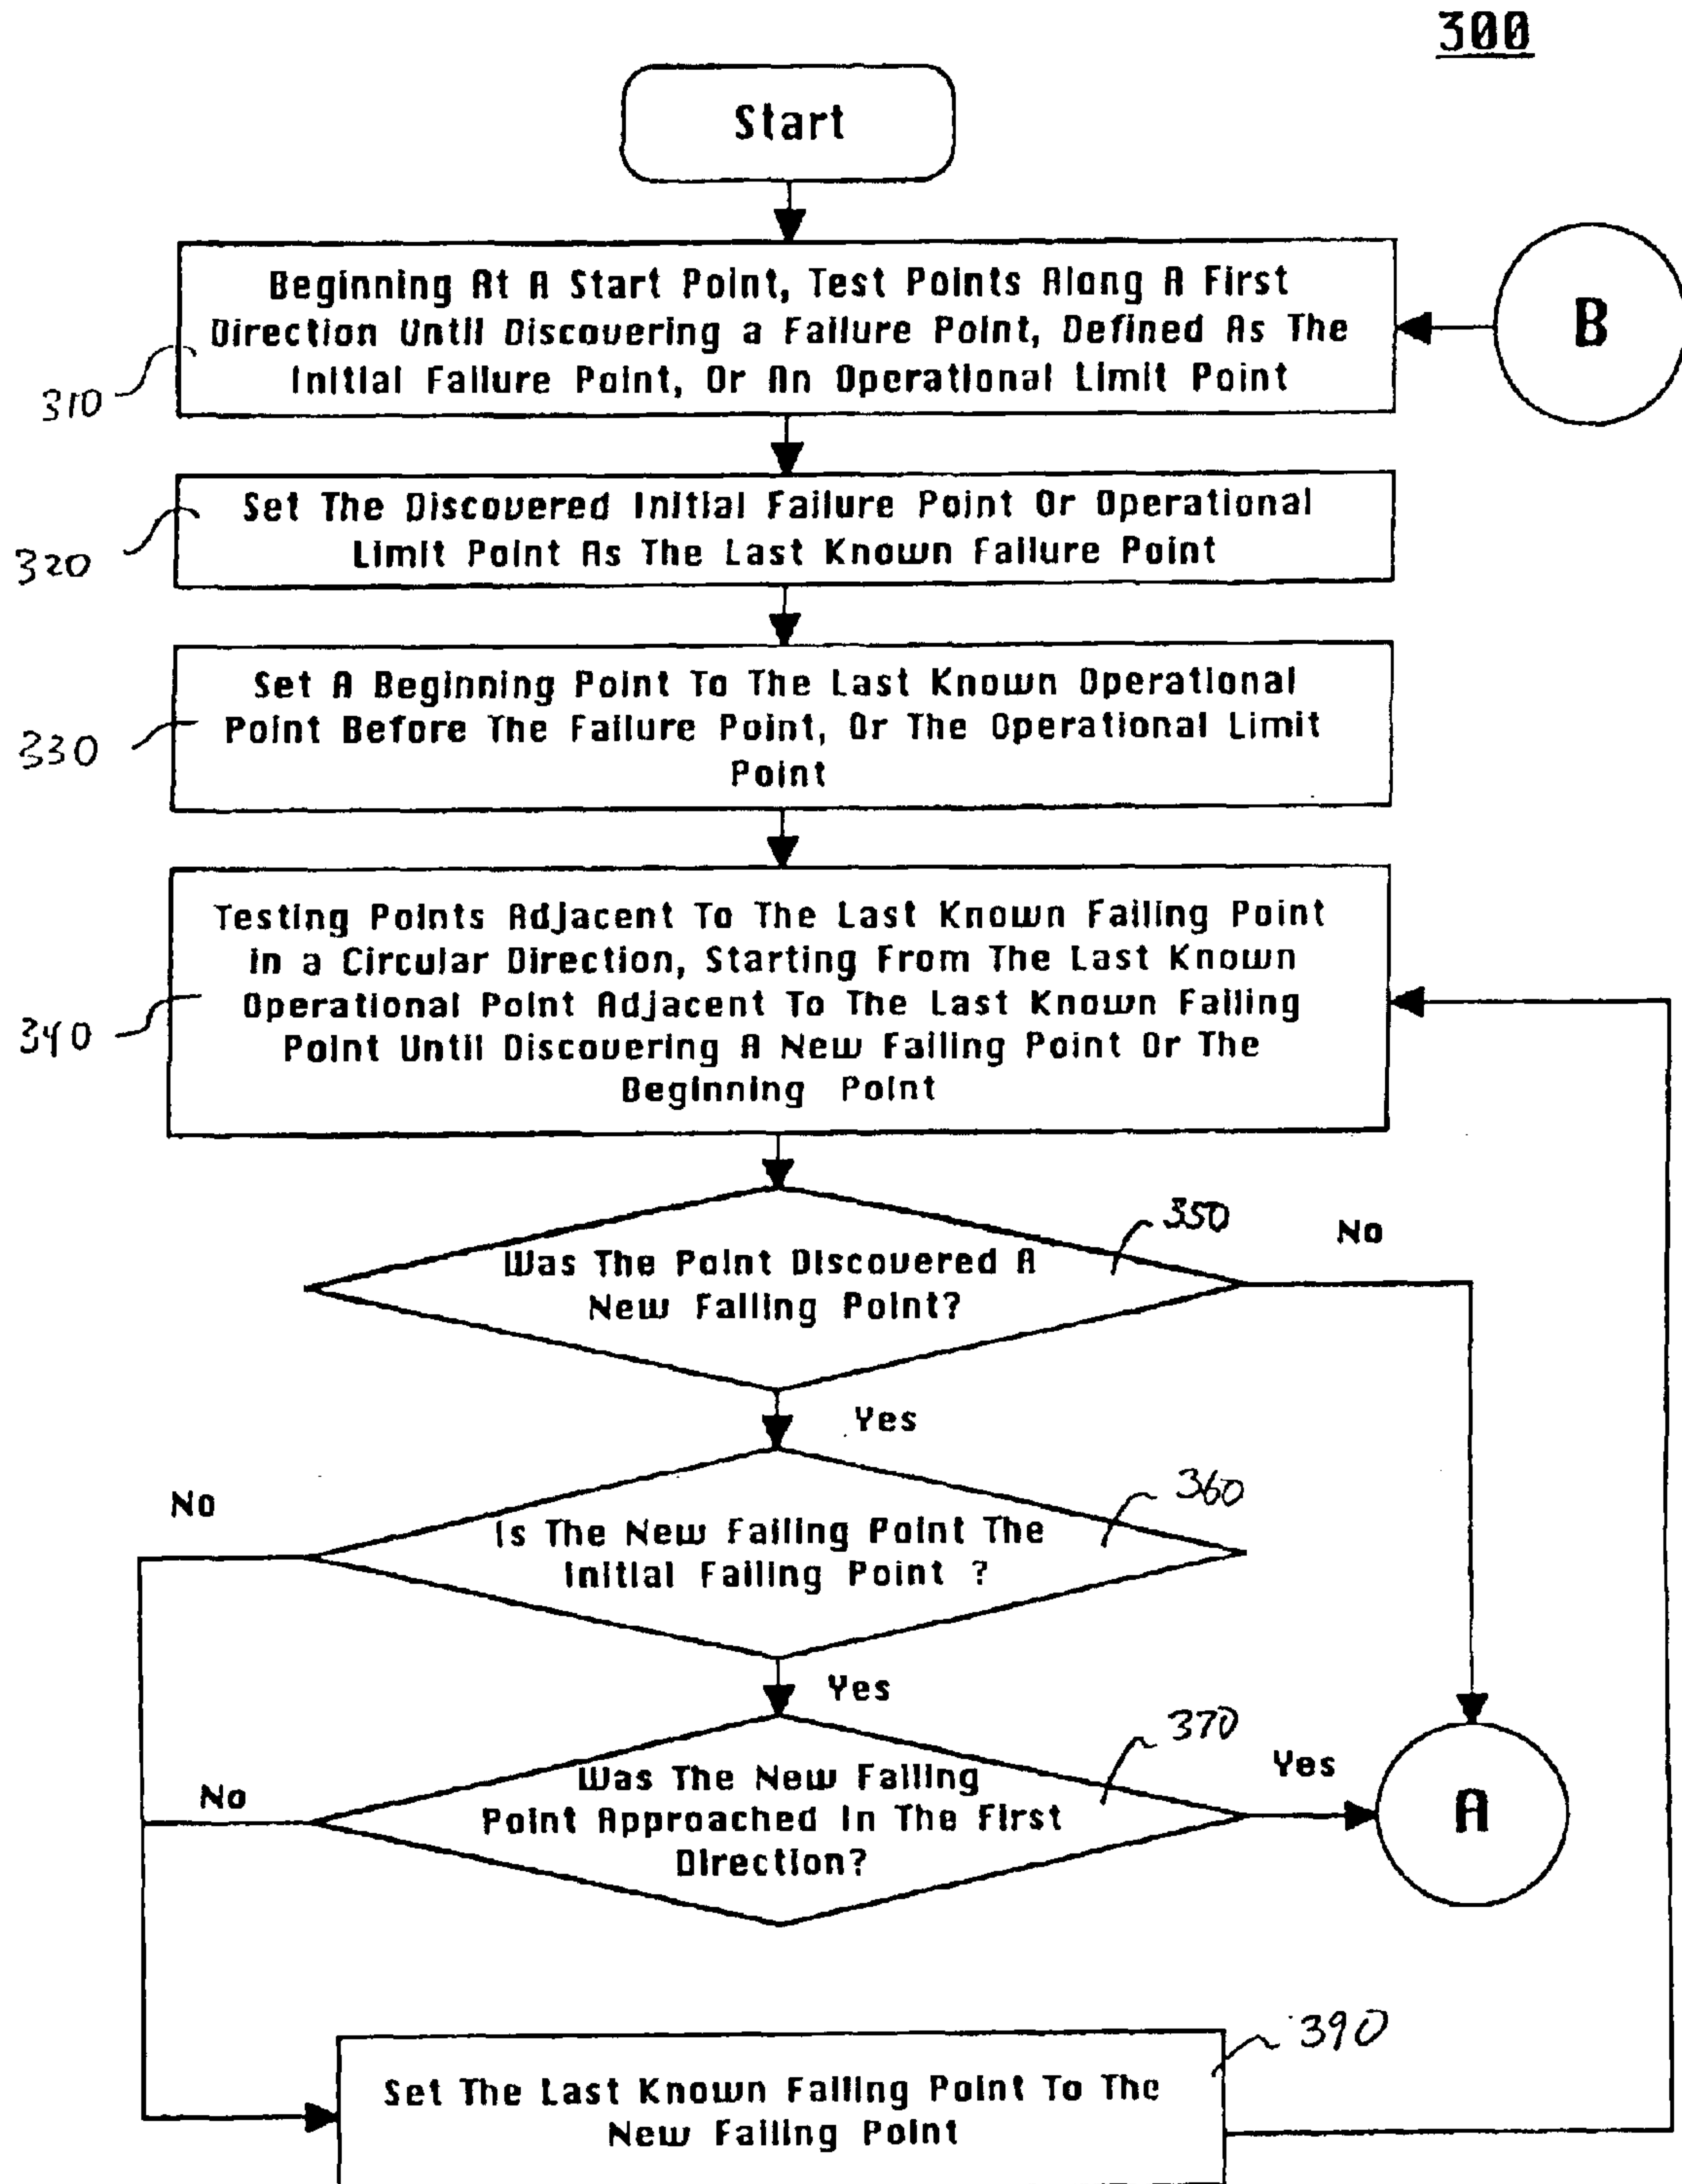 300
Start
Beginning At A Start Point, Test Points Along A First
Direction Until Discovering a Failure Point, Defined As The
Initial Failure Point, Or An Operational Limit Point
B
310
Set The Discovered Initial Failure Point Or Operational
Limit Point As The Last Known Failure Point
320
Set A Beginning Point To The Last Known Operational
Point Before The Failure Point, Or The Operational Limit
Point
330
Testing Points Adjacent To The Last Known Failing Point
in a Circular Direction, Starting From The Last Known
Operational Point Adjacent To The Last Known Failing
Point Until Discovering A New Failing Point Or The
Beginning Point
340
350
No
Was The Point Discovered A
New Failing Point?
Yes
360
No
Is The New Failing Point The
Initial Failing Point ?
Yes
370
Yes
No
Was The New Failing
Point Approached In The First
Direction?
A
390
Set The Last Known Failing Point To The
New Failing Point